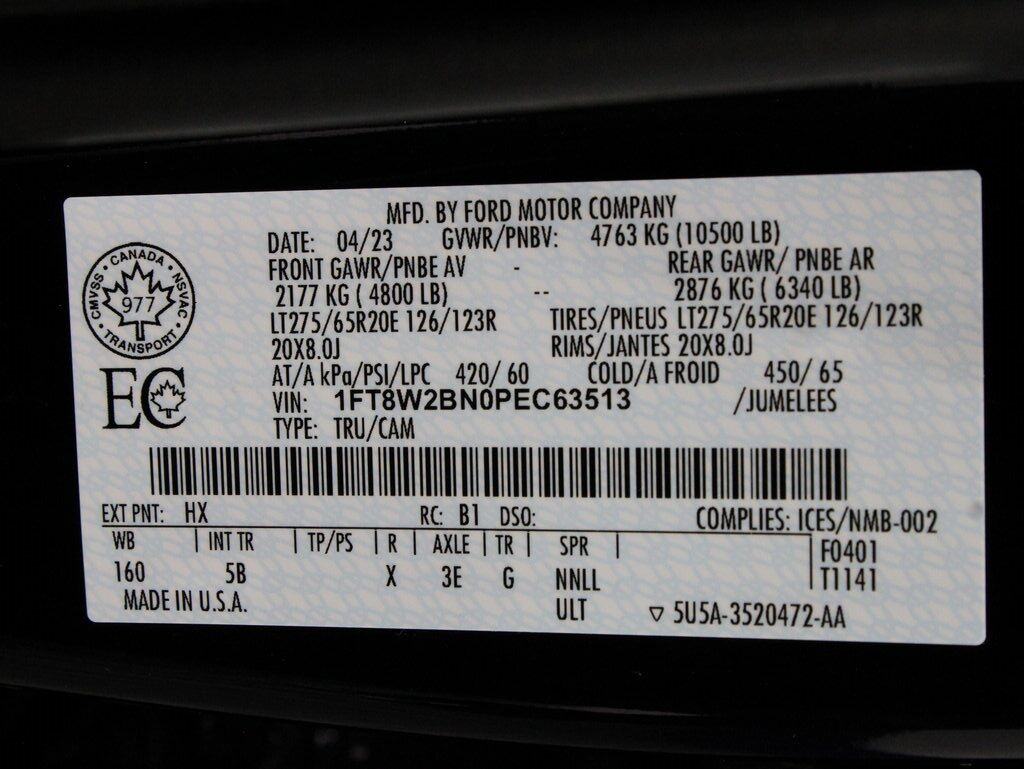 MFD. BY FORD MOTOR COMPANY
DATE: 04/23 GVWR/PNBV: 4763 KG (10500 LB)
FRONT GAWR/PNBE AV - REAR GAWR/ PNBE AR
2177 KG ( 4800 LB) -- 2876 KG ( 6340 LB)
LT275/65R20E 126/123R TIRES/PNEUS LT275/65R20E 126/123R
20X8.0J RIMS/JANTES 20X8.0J
AT/A kPa/PSI/LPC 420/ 60 COLD/A FROID 450/ 65
VIN: 1FT8W2BN0PEC63513 /JUMELEES
TYPE: TRU/CAM
CMVSS · CANADA · NSVAC · TRANSPORT ·
977
EC
EXT PNT: HX RC: B1 DSO: COMPLIES: ICES/NMB-002
WB | INT TR | TP/PS | R | AXLE | TR | SPR | F0401
160 5B X 3E G NNLL T1141
MADE IN U.S.A. ULT ▽ 5U5A-3520472-AA